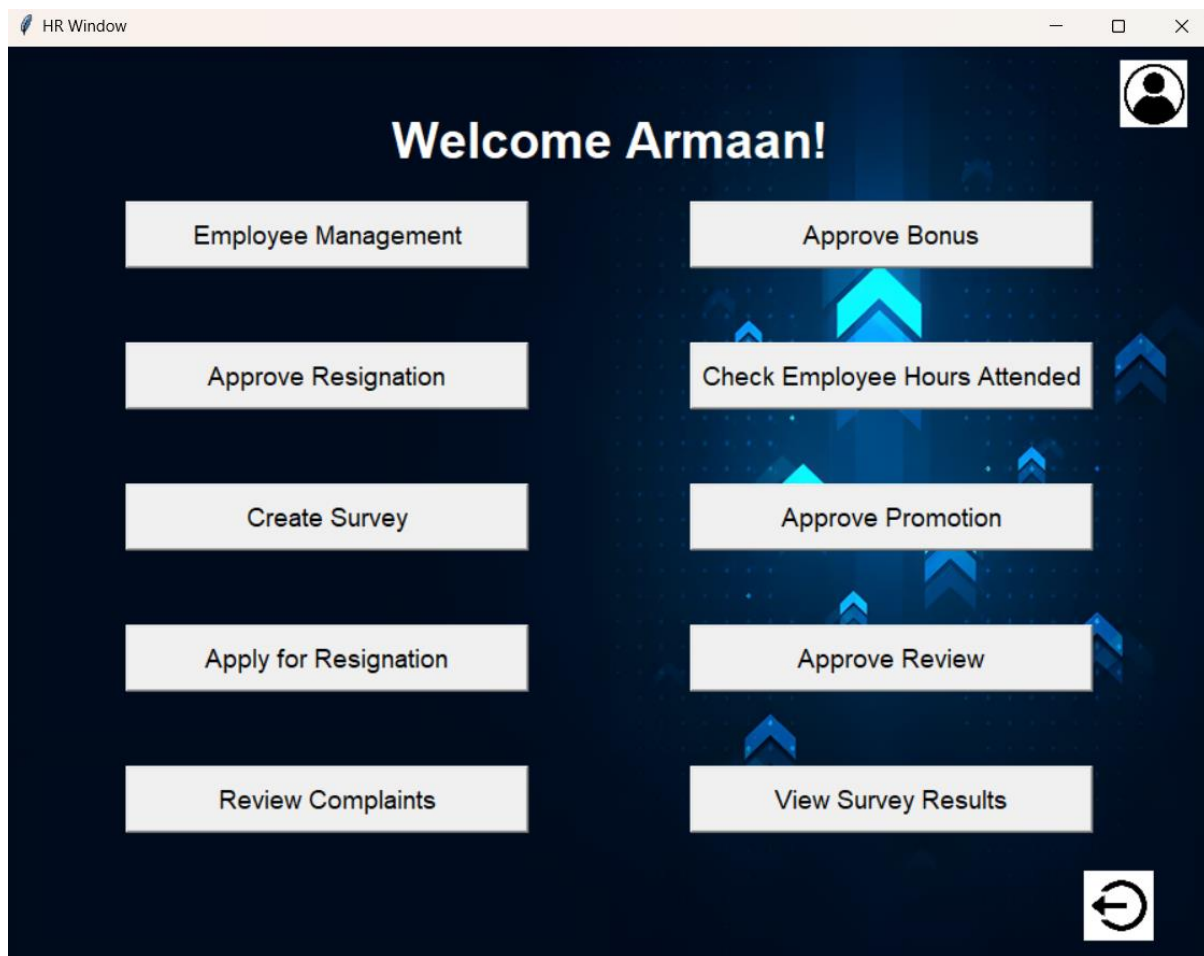 HR Window
Welcome Armaan!
Employee Management
Approve Bonus
Approve Resignation
Check Employee Hours Attended
Create Survey
Approve Promotion
Apply for Resignation
Approve Review
Review Complaints
View Survey Results